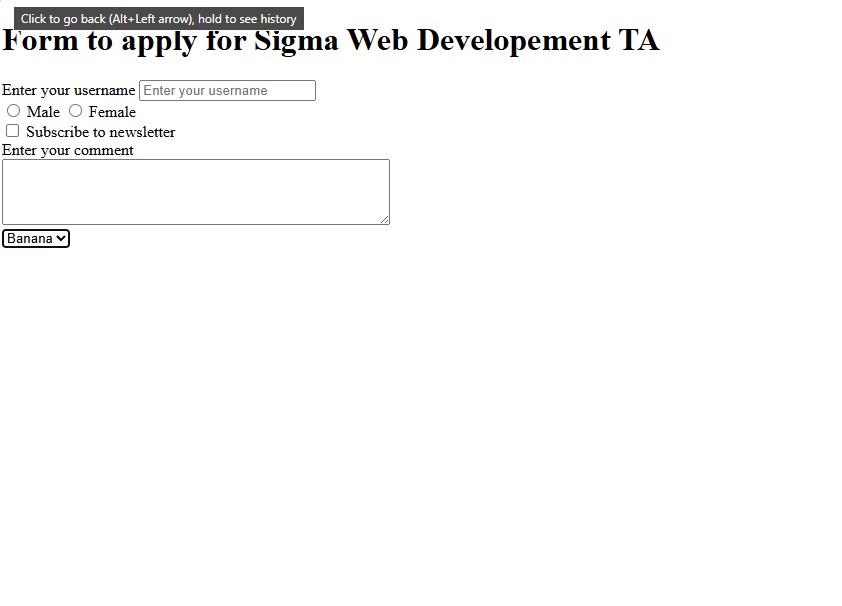 Click to go back (Alt+Left arrow), hold to see history
Form to apply for Sigma Web Developement TA
Enter your username Enter your username
Male Female
Subscribe to newsletter
Enter your comment
Banana